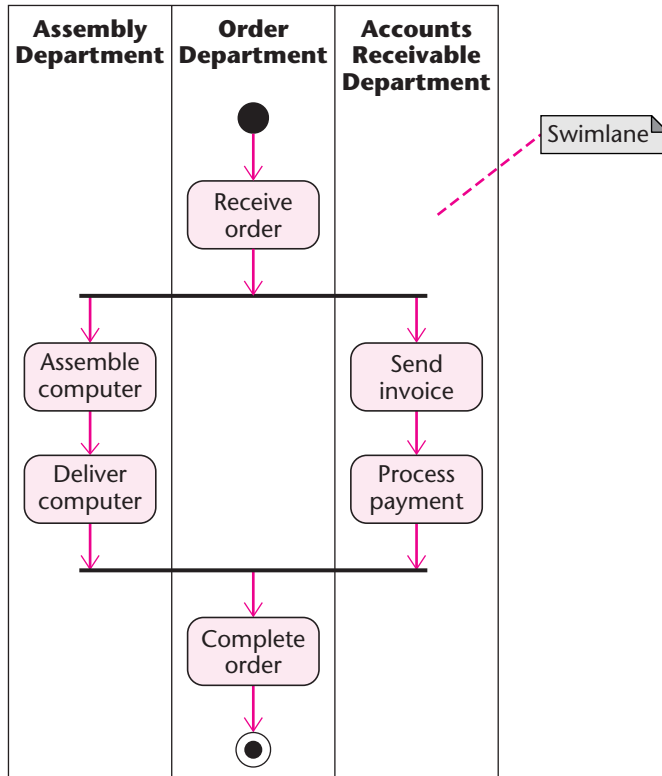 Assembly
Department
Order
Department
Accounts
Receivable
Department
Swimlane
Receive
order
Assemble
computer
Send
invoice
Deliver
computer
Process
payment
Complete
order